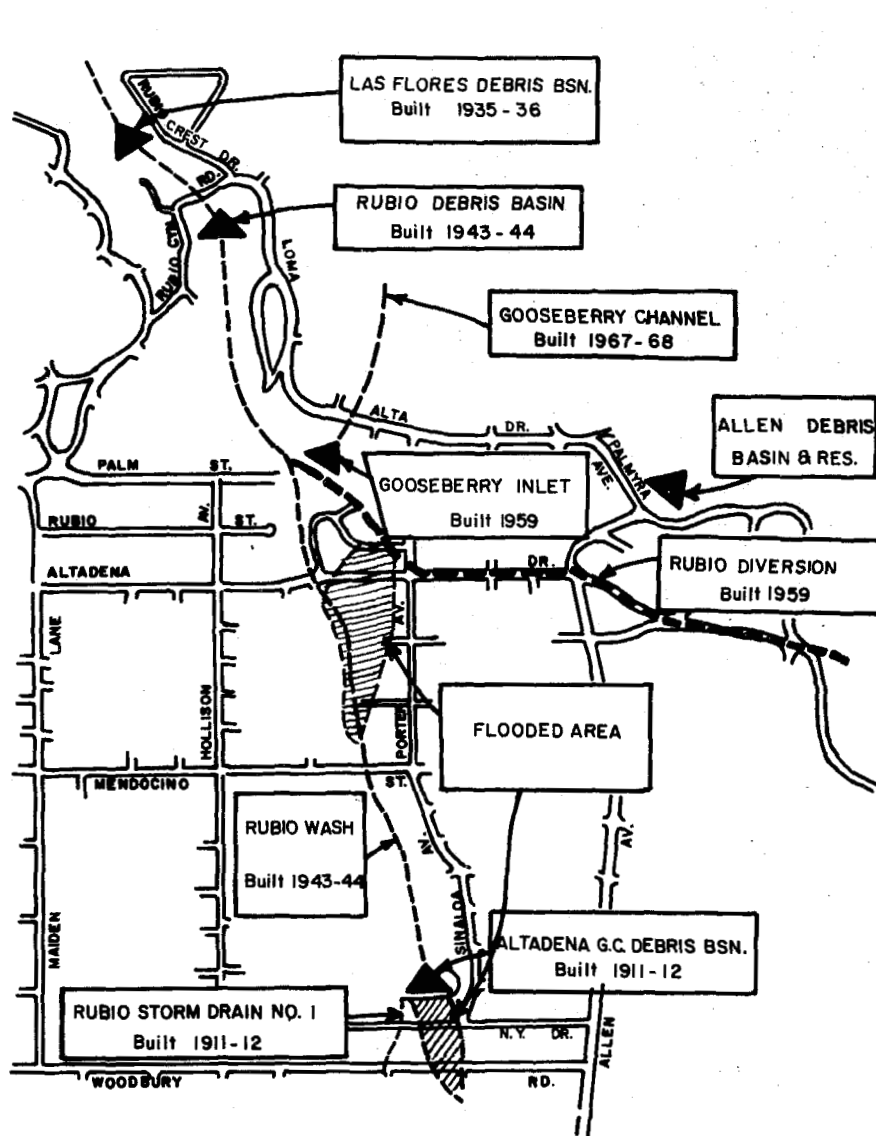 LAS FLORES DEBRIS BSN.
Built 1935-36
RUBIO
CREST
DR.
RD.
RUBIO DEBRIS BASIN
Built 1943-44
RUBIO CYN.
LOMA
GOOSEBERRY CHANNEL
Built 1967-68
ALTA
DR.
ALLEN DEBRIS
BASIN & RES.
PALMYRA
AVE.
PALM ST.
GOOSEBERRY INLET
Built 1959
RUBIO ST.
AV.
ALTADENA
DR.
RUBIO DIVERSION
Built 1959
LANE
AV.
HOLLISON
FLOODED AREA
PORTER
MENDOCINO
ST.
RUBIO WASH
Built 1943-44
AV.
AV.
SINALOA
MAIDEN
ALTADENA G.C. DEBRIS BSN.
Built 1911-12
RUBIO STORM DRAIN NO. 1
Built 1911-12
N.Y. DR.
ALLEN
WOODBURY
RD.